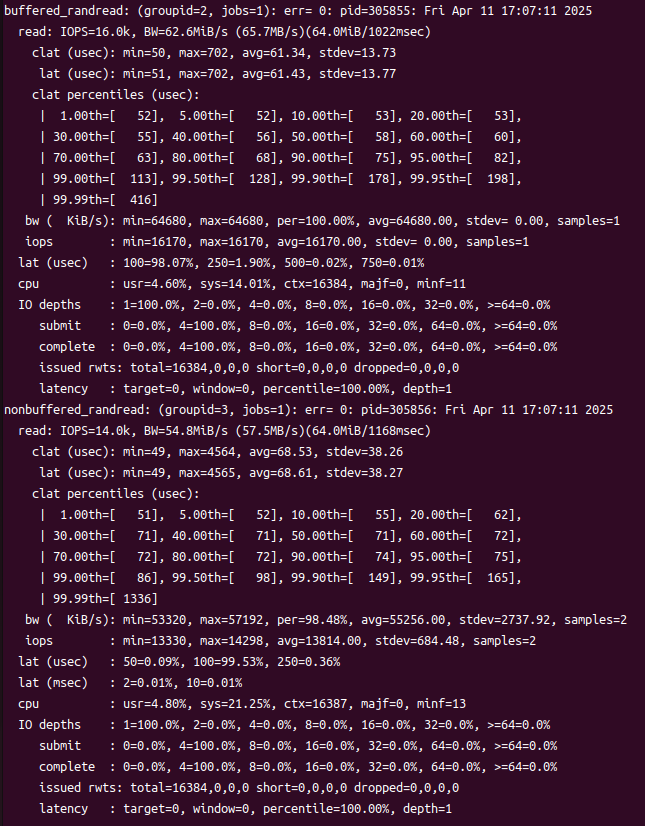 buffered_randread: (groupid=2, jobs=1): err= 0: pid=305855: Fri Apr 11 17:07:11 2025
  read: IOPS=16.0k, BW=62.6MiB/s (65.7MB/s)(64.0MiB/1022msec)
    clat (usec): min=50, max=702, avg=61.34, stdev=13.73
     lat (usec): min=51, max=702, avg=61.43, stdev=13.77
    clat percentiles (usec):
     |  1.00th=[   52],  5.00th=[   52], 10.00th=[   53], 20.00th=[   53],
     | 30.00th=[   55], 40.00th=[   56], 50.00th=[   58], 60.00th=[   60],
     | 70.00th=[   63], 80.00th=[   68], 90.00th=[   75], 95.00th=[   82],
     | 99.00th=[  113], 99.50th=[  128], 99.90th=[  178], 99.95th=[  198],
     | 99.99th=[  416]
   bw (  KiB/s): min=64680, max=64680, per=100.00%, avg=64680.00, stdev= 0.00, samples=1
   iops        : min=16170, max=16170, avg=16170.00, stdev= 0.00, samples=1
  lat (usec)   : 100=98.07%, 250=1.90%, 500=0.02%, 750=0.01%
  cpu          : usr=4.60%, sys=14.01%, ctx=16384, majf=0, minf=11
  IO depths    : 1=100.0%, 2=0.0%, 4=0.0%, 8=0.0%, 16=0.0%, 32=0.0%, >=64=0.0%
     submit    : 0=0.0%, 4=100.0%, 8=0.0%, 16=0.0%, 32=0.0%, 64=0.0%, >=64=0.0%
     complete  : 0=0.0%, 4=100.0%, 8=0.0%, 16=0.0%, 32=0.0%, 64=0.0%, >=64=0.0%
     issued rwts: total=16384,0,0,0 short=0,0,0,0 dropped=0,0,0,0
     latency   : target=0, window=0, percentile=100.00%, depth=1
nonbuffered_randread: (groupid=3, jobs=1): err= 0: pid=305856: Fri Apr 11 17:07:11 2025
  read: IOPS=14.0k, BW=54.8MiB/s (57.5MB/s)(64.0MiB/1168msec)
    clat (usec): min=49, max=4564, avg=68.53, stdev=38.26
     lat (usec): min=49, max=4565, avg=68.61, stdev=38.27
    clat percentiles (usec):
     |  1.00th=[   51],  5.00th=[   52], 10.00th=[   55], 20.00th=[   62],
     | 30.00th=[   71], 40.00th=[   71], 50.00th=[   71], 60.00th=[   72],
     | 70.00th=[   72], 80.00th=[   72], 90.00th=[   74], 95.00th=[   75],
     | 99.00th=[   86], 99.50th=[   98], 99.90th=[  149], 99.95th=[  165],
     | 99.99th=[ 1336]
   bw (  KiB/s): min=53320, max=57192, per=98.48%, avg=55256.00, stdev=2737.92, samples=2
   iops        : min=13330, max=14298, avg=13814.00, stdev=684.48, samples=2
  lat (usec)   : 50=0.09%, 100=99.53%, 250=0.36%
  lat (msec)   : 2=0.01%, 10=0.01%
  cpu          : usr=4.80%, sys=21.25%, ctx=16387, majf=0, minf=13
  IO depths    : 1=100.0%, 2=0.0%, 4=0.0%, 8=0.0%, 16=0.0%, 32=0.0%, >=64=0.0%
     submit    : 0=0.0%, 4=100.0%, 8=0.0%, 16=0.0%, 32=0.0%, 64=0.0%, >=64=0.0%
     complete  : 0=0.0%, 4=100.0%, 8=0.0%, 16=0.0%, 32=0.0%, 64=0.0%, >=64=0.0%
     issued rwts: total=16384,0,0,0 short=0,0,0,0 dropped=0,0,0,0
     latency   : target=0, window=0, percentile=100.00%, depth=1